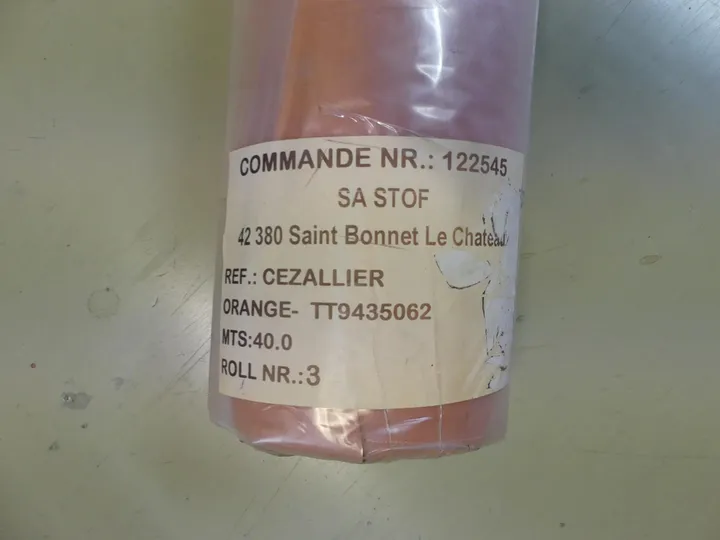 COMMANDE NR.: 122545
SA STOF
42 380 Saint Bonnet Le Chateau
REF.: CEZALLIER
ORANGE- TT9435062
MTS:40.0
ROLL NR.:3